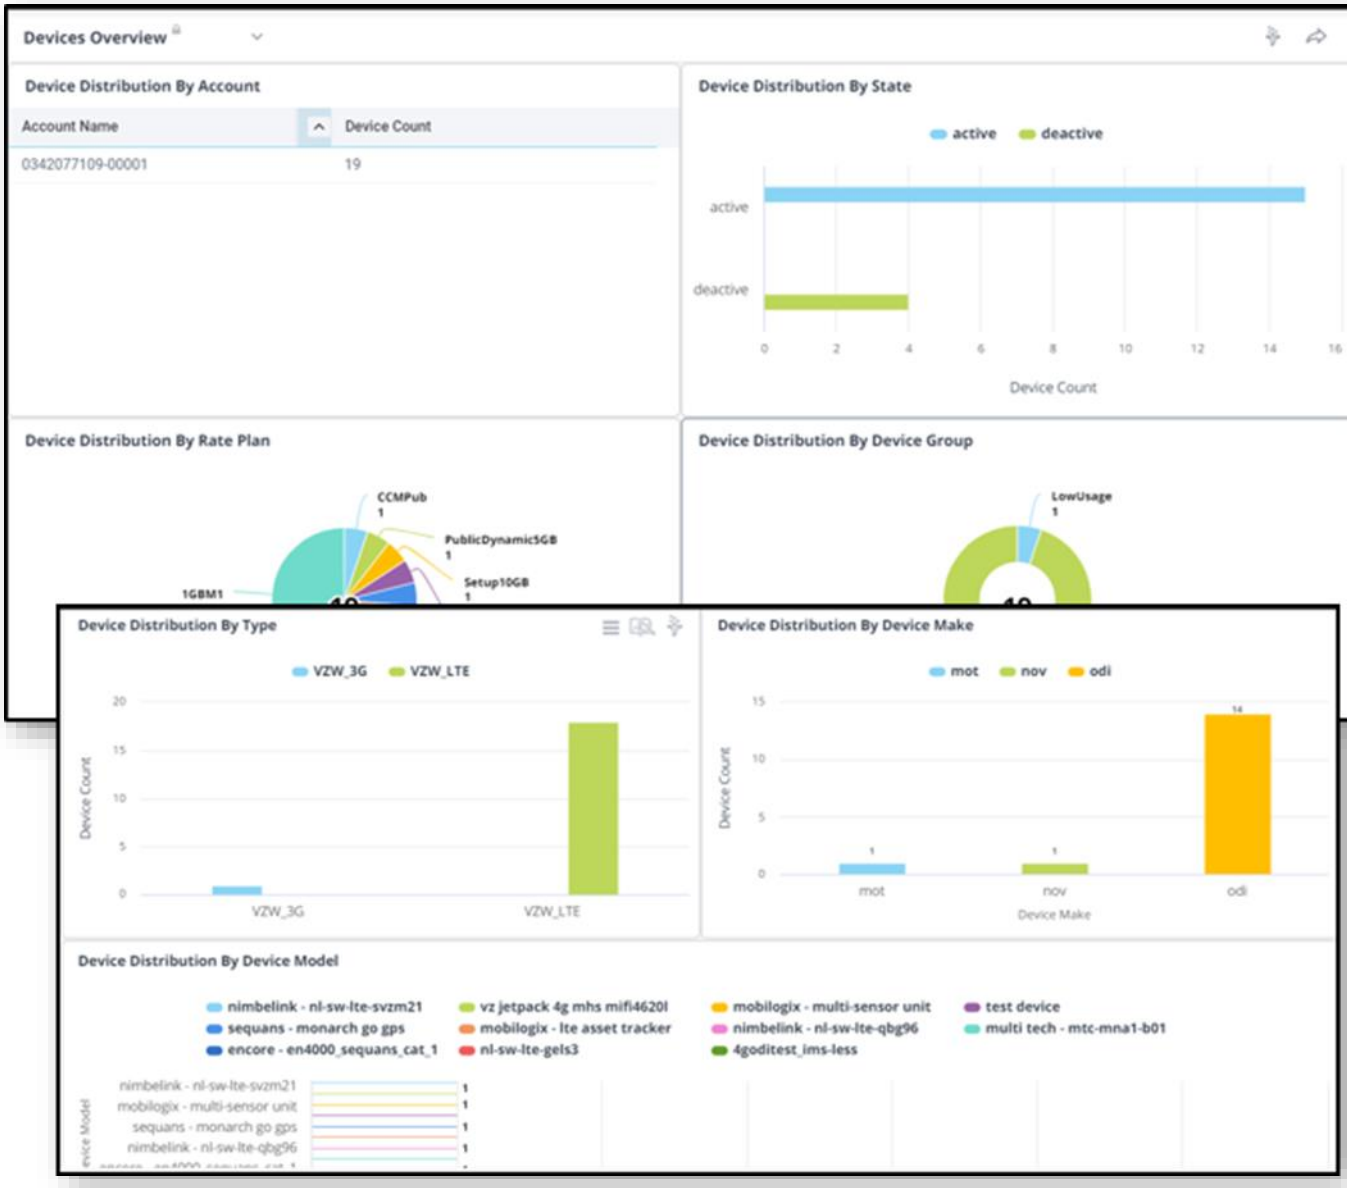 Devices Overview
Device Distribution By Account
Account Name Device Count
0342077109-00001 19
Device Distribution By State
active deactive
active
deactive
0 2 4 6 8 10 12 14 16
Device Count
Device Distribution By Rate Plan
CCMPub
1
PublicDynamic5GB
1
Setup10GB
1
1GBM1
Device Distribution By Device Group
LowUsage
1
Device Distribution By Type
VZW_3G VZW_LTE
20
15
10
5
0
Device Count
VZW_3G VZW_LTE
Device Distribution By Device Make
mot nov odi
15
10
5
0
Device Count
1 1 14
mot nov odi
Device Make
Device Distribution By Device Model
nimbelink - nl-sw-lte-svzm21 vz jetpack 4g mhs mifi4620l mobilogix - multi-sensor unit test device
sequans - monarch go gps mobilogix - lte asset tracker nimbelink - nl-sw-lte-qbg96 multi tech - mtc-mna1-b01
encore - en4000_sequans_cat_1 nl-sw-lte-gels3 4goditest_ims-less
nimbelink - nl-sw-lte-svzm21 1
mobilogix - multi-sensor unit 1
sequans - monarch go gps 1
nimbelink - nl-sw-lte-qbg96 1